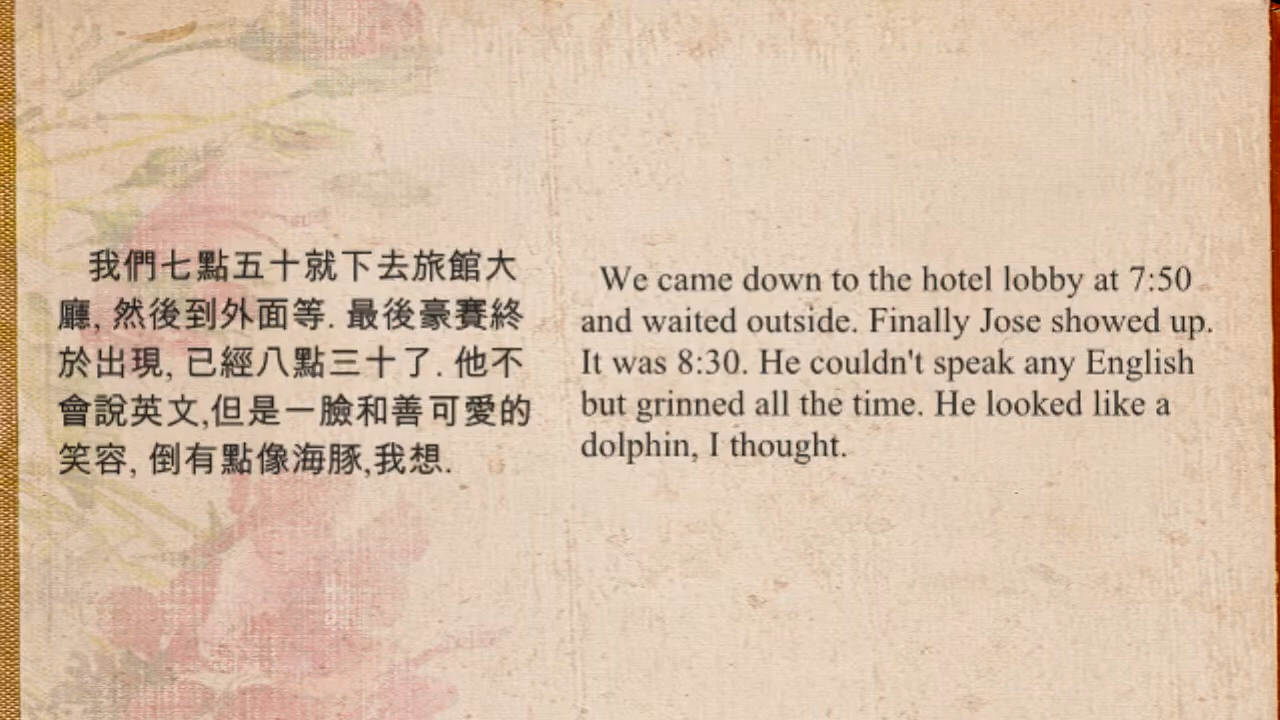 我們七點五十就下去旅館大
廳, 然後到外面等. 最後豪賽終
於出現, 已經八點三十了. 他不
會說英文,但是一臉和善可愛的
笑容, 倒有點像海豚,我想.
We came down to the hotel lobby at 7:50
and waited outside. Finally Jose showed up.
It was 8:30. He couldn't speak any English
but grinned all the time. He looked like a
dolphin, I thought.